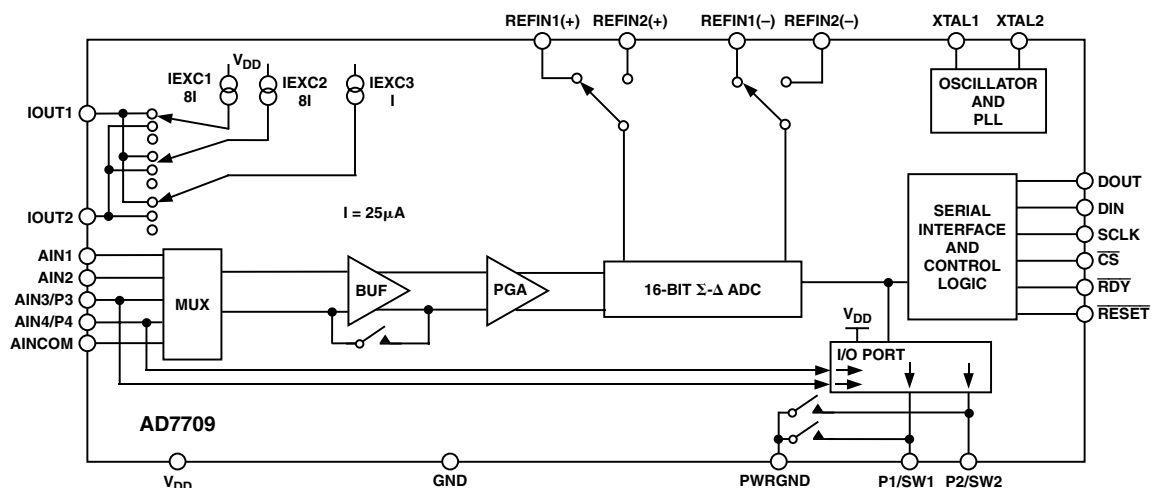 REFIN1(+) REFIN2(+) REFIN1(–) REFIN2(–) XTAL1 XTAL2
VDD
IEXC1 IEXC2 IEXC3
8I 8I I
OSCILLATOR
AND
PLL
IOUT1
IOUT2
I = 25μA
AIN1
AIN2
AIN3/P3
AIN4/P4
AINCOM
MUX
BUF
PGA
16-BIT Σ-Δ ADC
SERIAL
INTERFACE
AND
CONTROL
LOGIC
DOUT
DIN
SCLK
CS
RDY
RESET
VDD
I/O PORT
AD7709
VDD GND PWRGND P1/SW1 P2/SW2